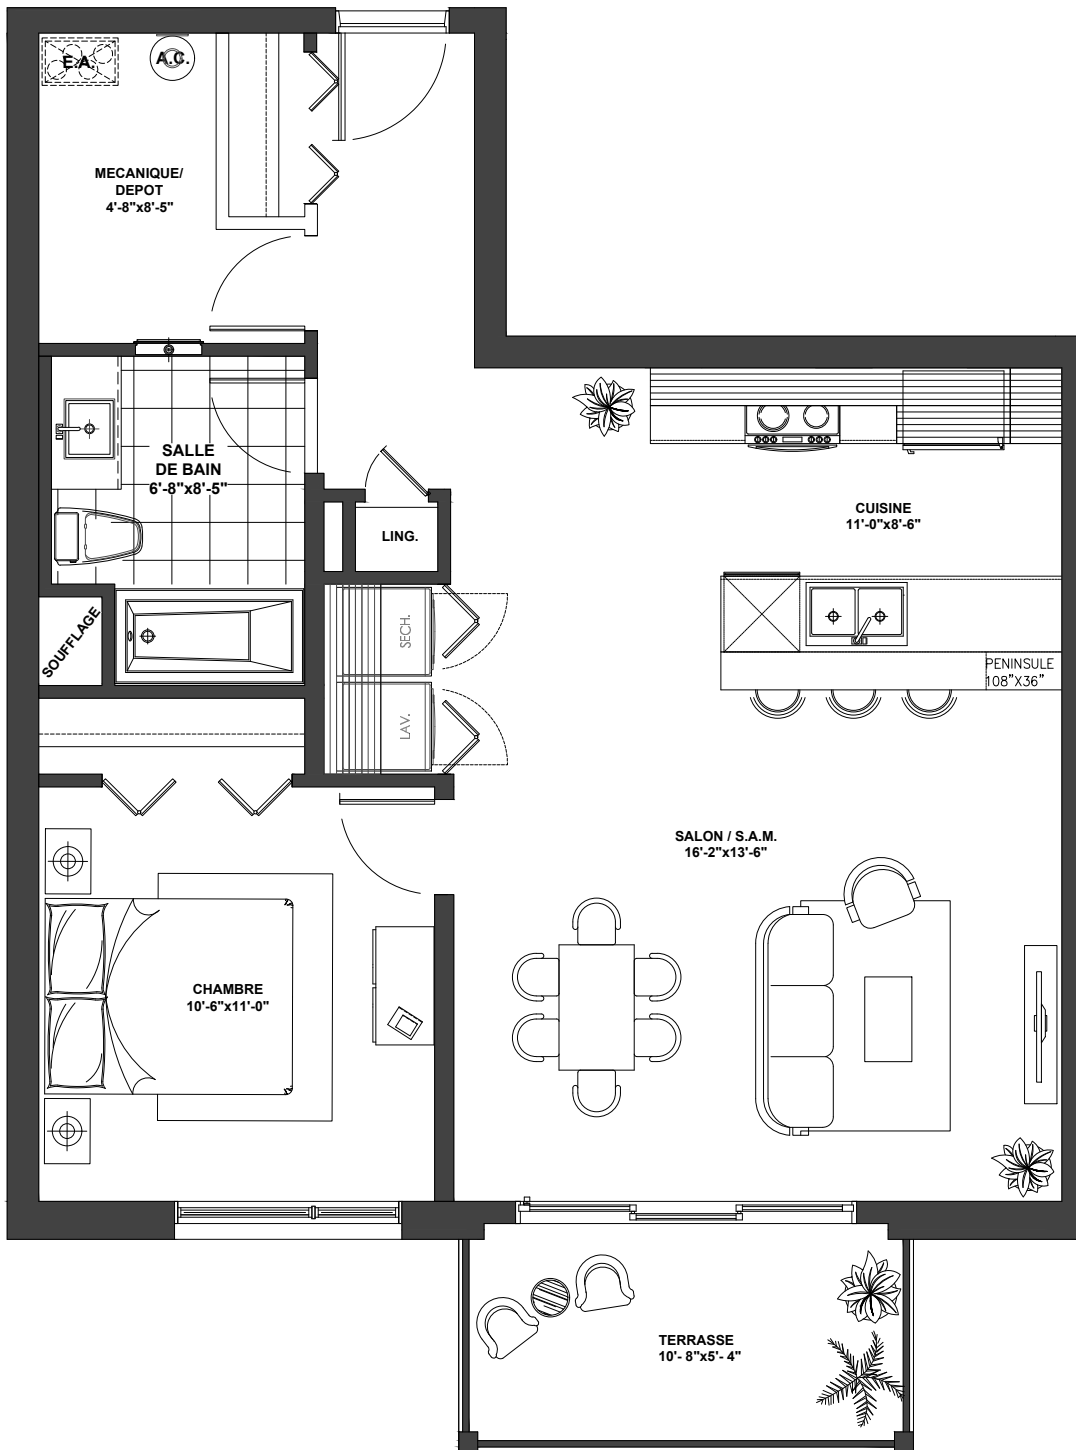 E.A.
A.C.
MECANIQUE/
DEPOT
4'-8"x8'-5"
SALLE
DE BAIN
6'-8"x8'-5"
LING.
CUISINE
11'-0"x8'-6"
SOUFFLAGE
SECH.
LAV.
PENINSULE
108"X36"
SALON / S.A.M.
16'-2"x13'-6"
CHAMBRE
10'-6"x11'-0"
TERRASSE
10'- 8"x5'- 4"